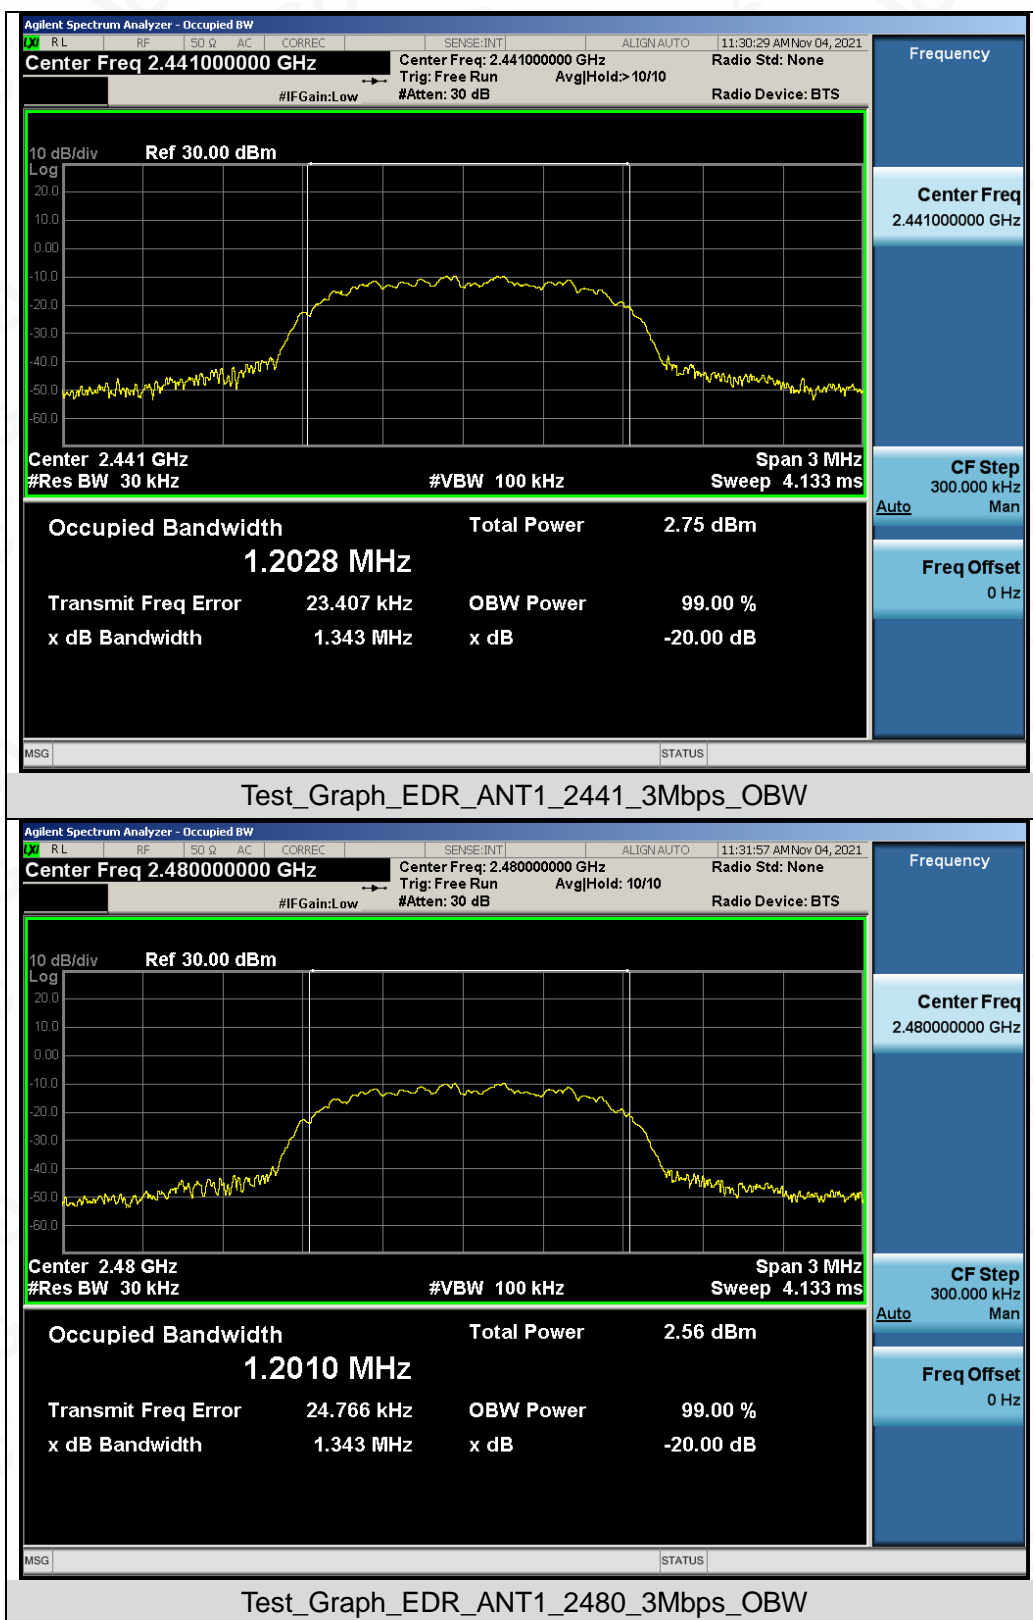 Agilent Spectrum Analyzer - Occupied BW
LXI RL RF 50 Ω AC CORREC SENSE:INT ALIGN AUTO 11:30:29 AM Nov 04, 2021
Center Freq 2.441000000 GHz Center Freq: 2.441000000 GHz Radio Std: None Frequency
Trig: Free Run Avg|Hold:>10/10
#IFGain:Low #Atten: 30 dB Radio Device: BTS
10 dB/div Ref 30.00 dBm
Log
20.0
10.0
0.00
-10.0
-20.0
-30.0
-40.0
-50.0
-60.0
Center Freq
2.441000000 GHz
Center 2.441 GHz Span 3 MHz
#Res BW 30 kHz #VBW 100 kHz Sweep 4.133 ms
CF Step
300.000 kHz
Auto Man
Occupied Bandwidth Total Power 2.75 dBm
1.2028 MHz
Freq Offset
0 Hz
Transmit Freq Error 23.407 kHz OBW Power 99.00 %
x dB Bandwidth 1.343 MHz x dB -20.00 dB
MSG STATUS
Test_Graph_EDR_ANT1_2441_3Mbps_OBW
Agilent Spectrum Analyzer - Occupied BW
LXI RL RF 50 Ω AC CORREC SENSE:INT ALIGN AUTO 11:31:57 AM Nov 04, 2021
Center Freq 2.480000000 GHz Center Freq: 2.480000000 GHz Radio Std: None Frequency
Trig: Free Run Avg|Hold: 10/10
#IFGain:Low #Atten: 30 dB Radio Device: BTS
10 dB/div Ref 30.00 dBm
Log
20.0
10.0
0.00
-10.0
-20.0
-30.0
-40.0
-50.0
-60.0
Center Freq
2.480000000 GHz
Center 2.48 GHz Span 3 MHz
#Res BW 30 kHz #VBW 100 kHz Sweep 4.133 ms
CF Step
300.000 kHz
Auto Man
Occupied Bandwidth Total Power 2.56 dBm
1.2010 MHz
Freq Offset
0 Hz
Transmit Freq Error 24.766 kHz OBW Power 99.00 %
x dB Bandwidth 1.343 MHz x dB -20.00 dB
MSG STATUS
Test_Graph_EDR_ANT1_2480_3Mbps_OBW